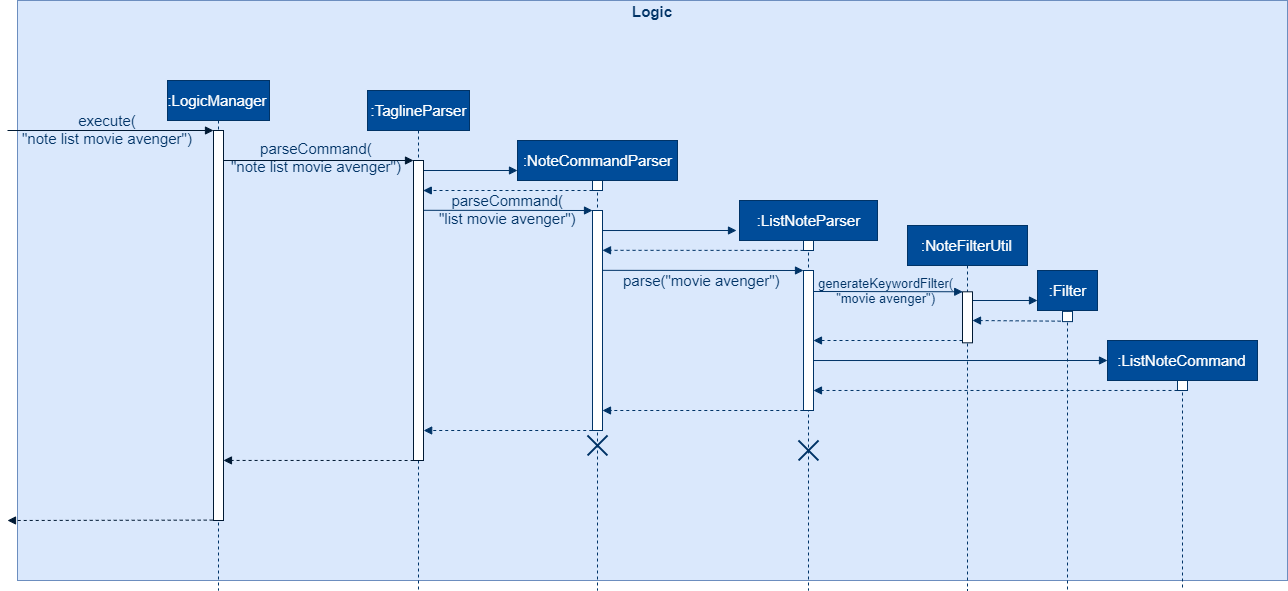 Logic
:LogicManager
:TaglineParser
execute(
"note list movie avenger")
parseCommand(
"note list movie avenger")
:NoteCommandParser
parseCommand(
"list movie avenger")
:ListNoteParser
:NoteFilterUtil
parse("movie avenger")
generateKeywordFilter(
"movie avenger")
:Filter
:ListNoteCommand